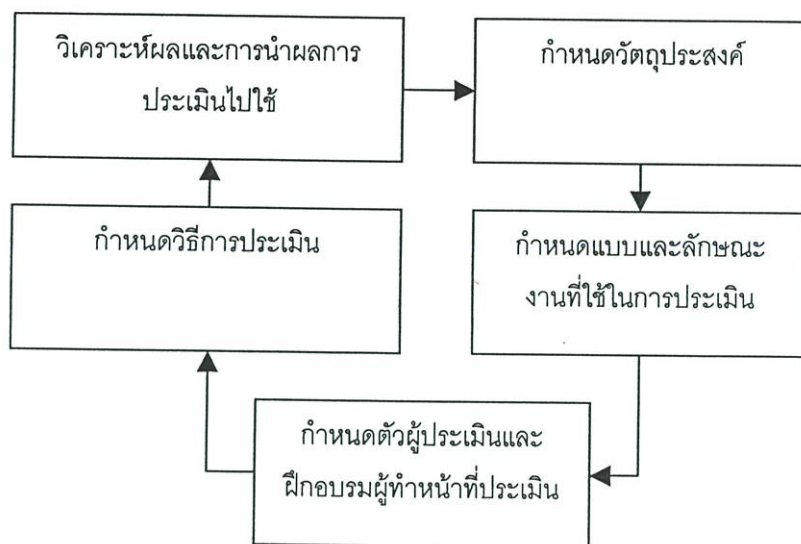 วิเคราะห์ผลและการนำผลการ
ประเมินไปใช้
กำหนดวัตถุประสงค์
กำหนดวิธีการประเมิน
กำหนดแบบและลักษณะ
งานที่ใช้ในการประเมิน
กำหนดตัวผู้ประเมินและ
ฝึกอบรมผู้ทำหน้าที่ประเมิน